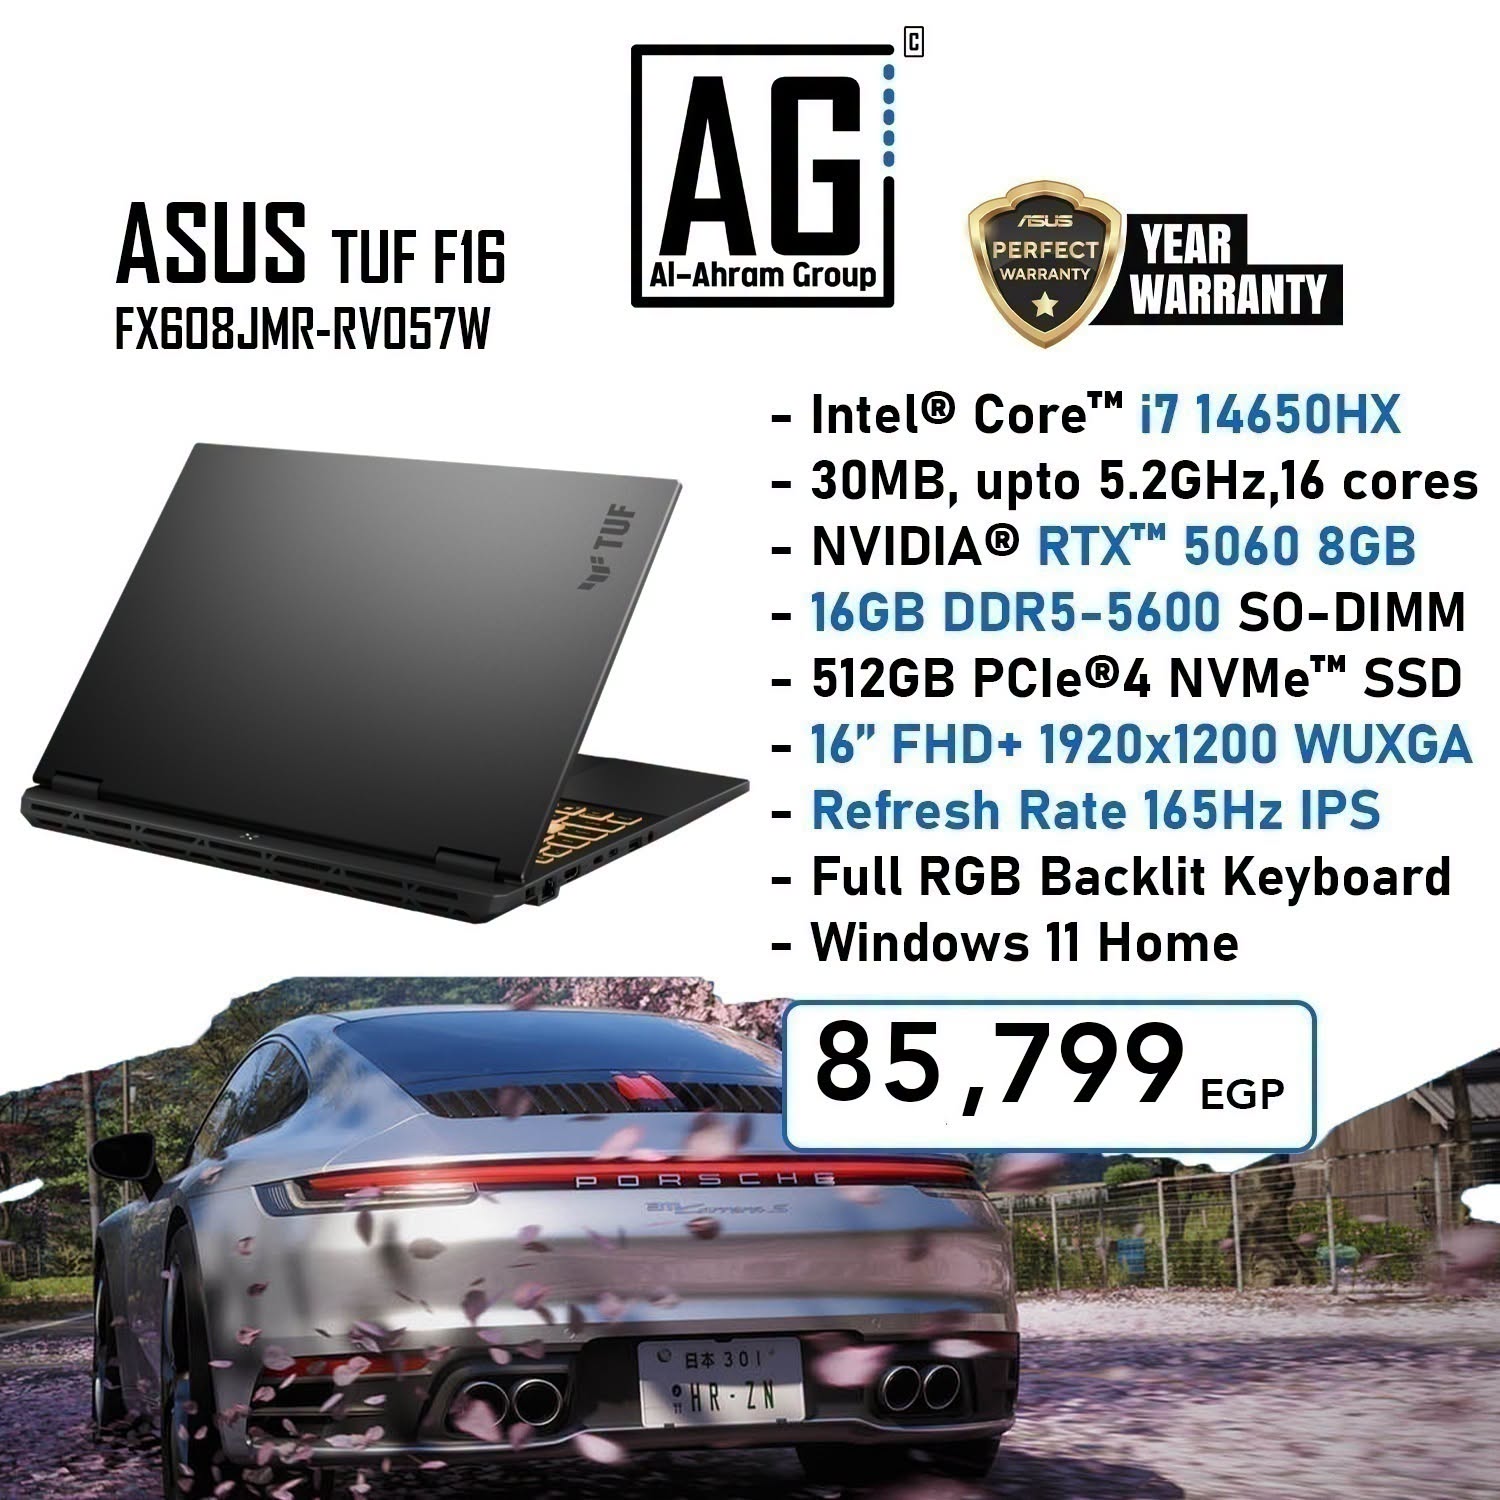 C
AG
Al-Ahram Group
ASUS TUF F16
FX608JMR-RV057W
ASUS
PERFECT
WARRANTY
YEAR
WARRANTY
TUF
- Intel® Core™ i7 14650HX
- 30MB, upto 5.2GHz,16 cores
- NVIDIA® RTX™ 5060 8GB
- 16GB DDR5-5600 SO-DIMM
- 512GB PCIe®4 NVMe™ SSD
- 16” FHD+ 1920x1200 WUXGA
- Refresh Rate 165Hz IPS
- Full RGB Backlit Keyboard
- Windows 11 Home
85,799 EGP
PORSCHE
911 Carrera S
日本 301
HR-ZN